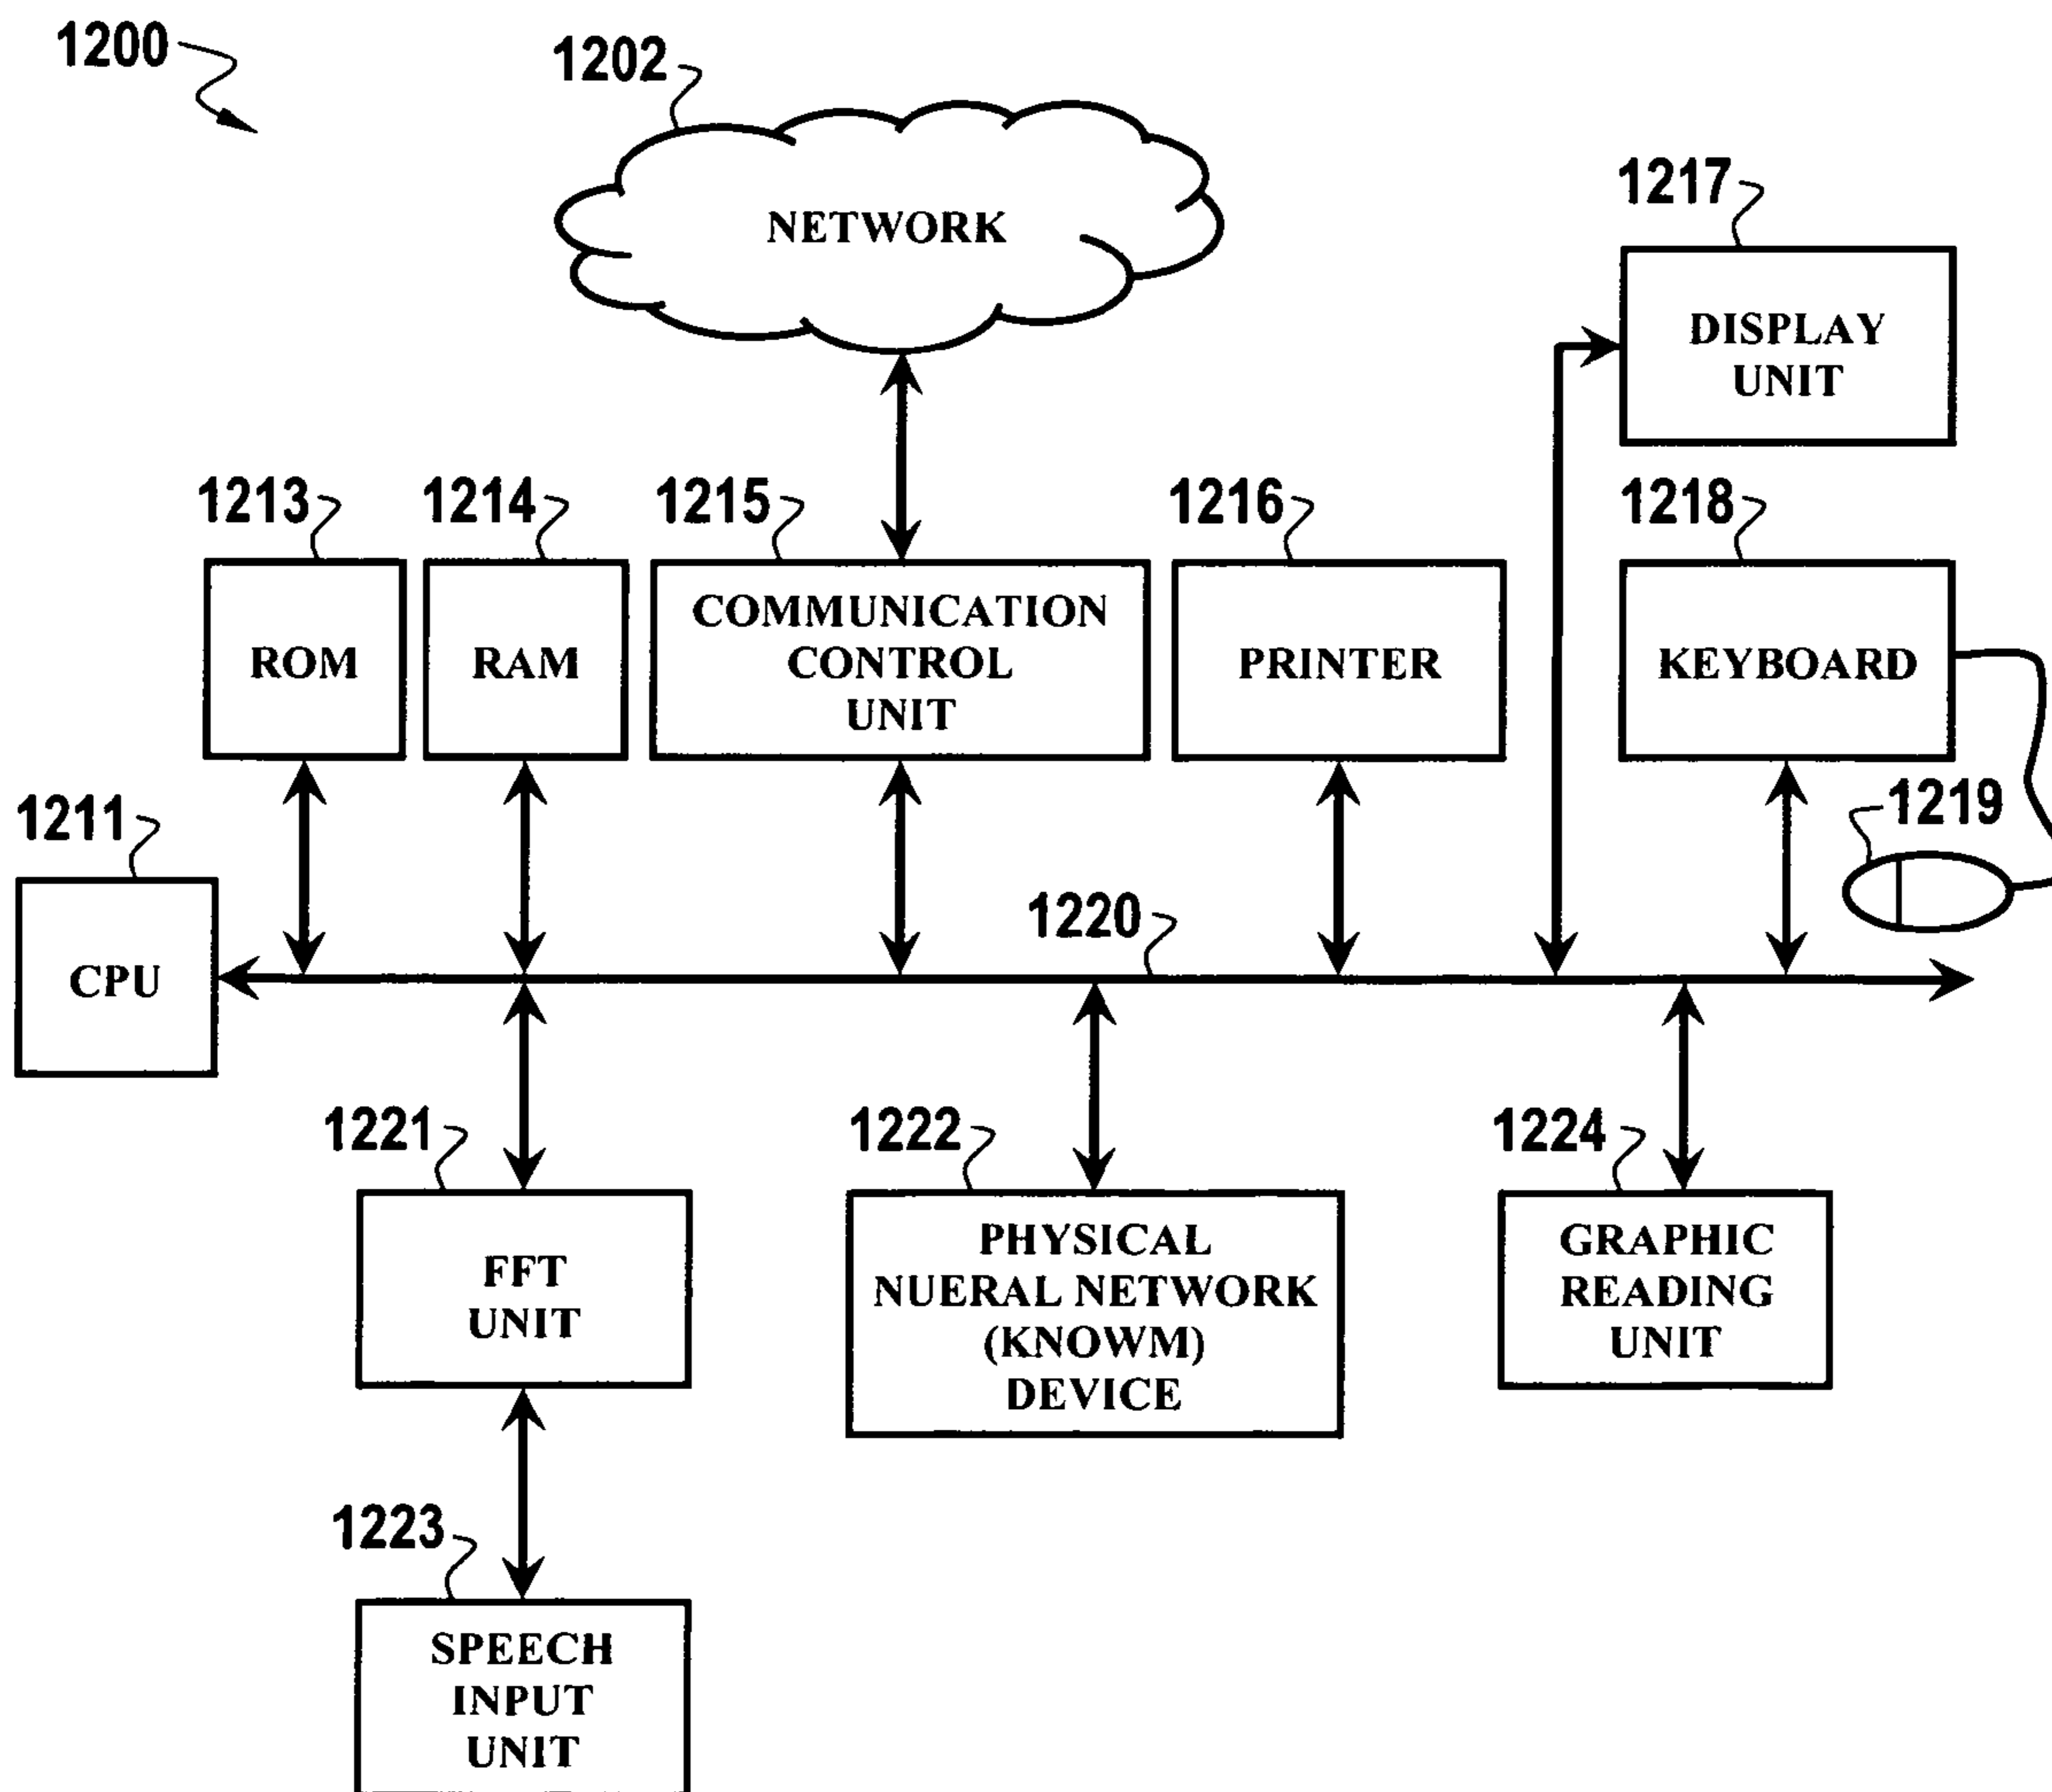 1200
1202
NETWORK
1217
DISPLAY
UNIT
1213
1214
1215
1216
1218
ROM
RAM
COMMUNICATION
CONTROL
UNIT
PRINTER
KEYBOARD
1219
1211
CPU
1220
1221
1222
1224
FFT
UNIT
PHYSICAL
NUERAL NETWORK
(KNOWM)
DEVICE
GRAPHIC
READING
UNIT
1223
SPEECH
INPUT
UNIT